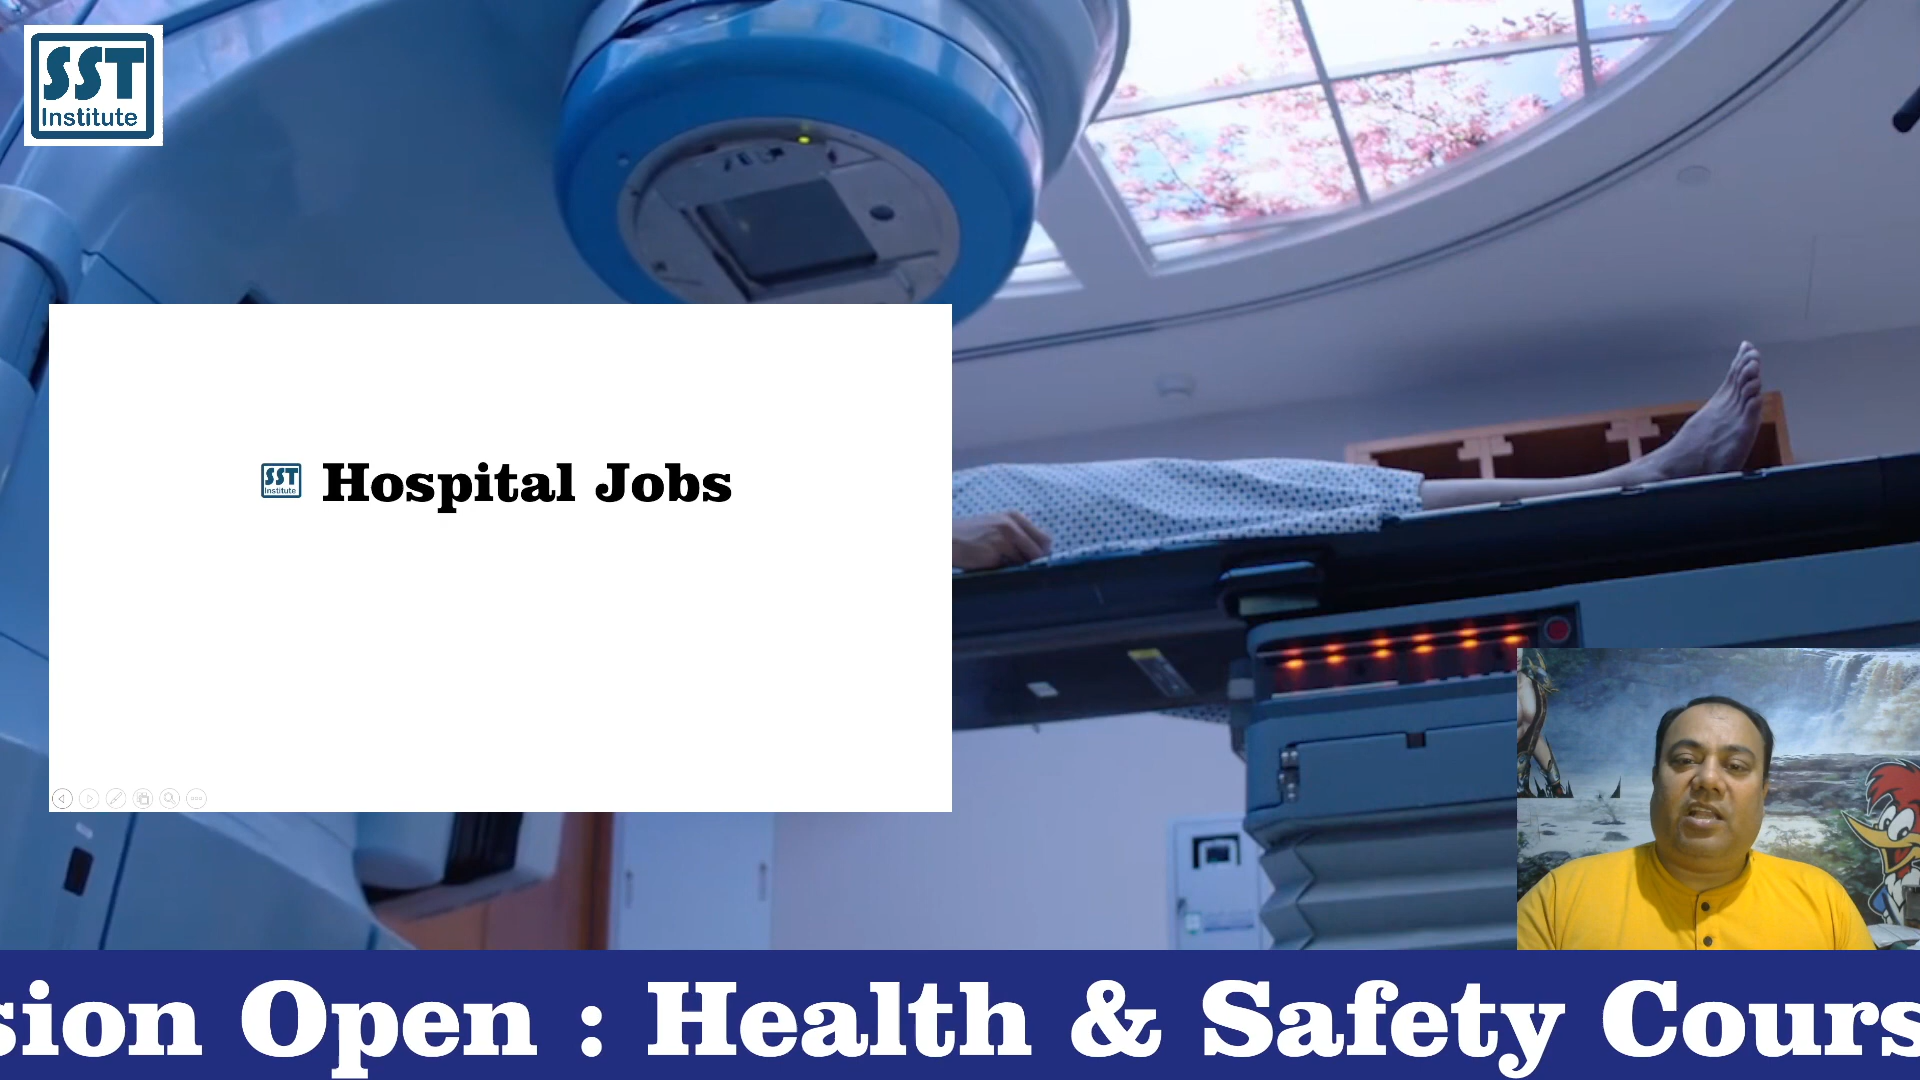 SST
Institute
SST
Institute
Hospital Jobs
sion Open : Health & Safety Cours